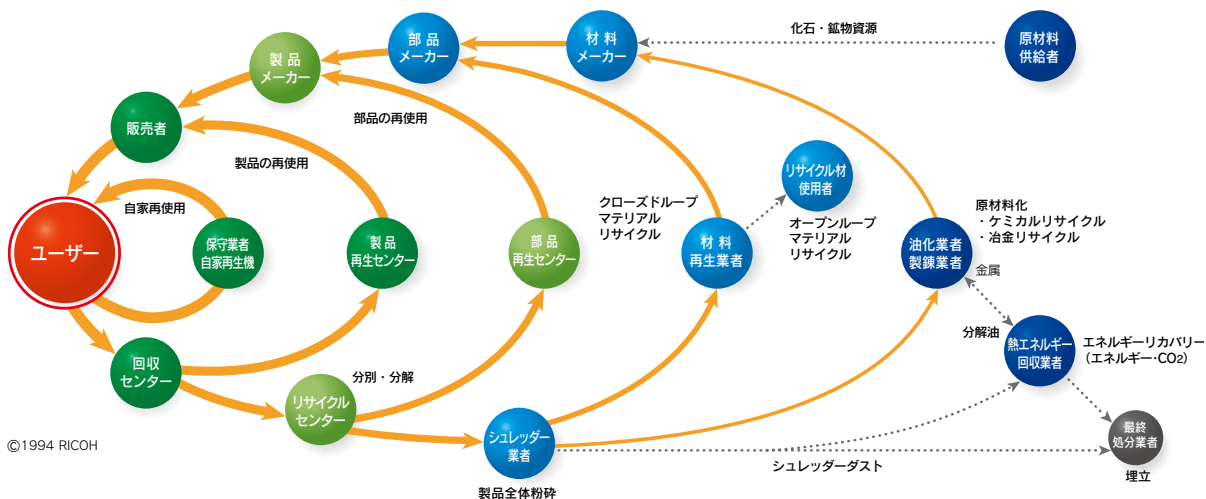 部 品
メーカー
材 料
メーカー
化石・鉱物資源
原材料
供給者
製 品
メーカー
販売者
部品の再使用
製品の再使用
自家再使用
ユーザー
保守業者
自家再生機
製 品
再生センター
部 品
再生センター
クローズドループ
マテリアル
リサイクル
材 料
再生業者
リサイクル材
使用者
オープンループ
マテリアル
リサイクル
油化業者
製錬業者
原材料化
・ケミカルリサイクル
・冶金リサイクル
金属
分解油
熱エネルギー
回収業者
エネルギーリカバリー
（エネルギー・CO2）
回収
センター
分別・分解
リサイクル
センター
シュレッダー
業者
製品全体粉砕
シュレッダーダスト
最終
処分業者
埋立
©1994 RICOH